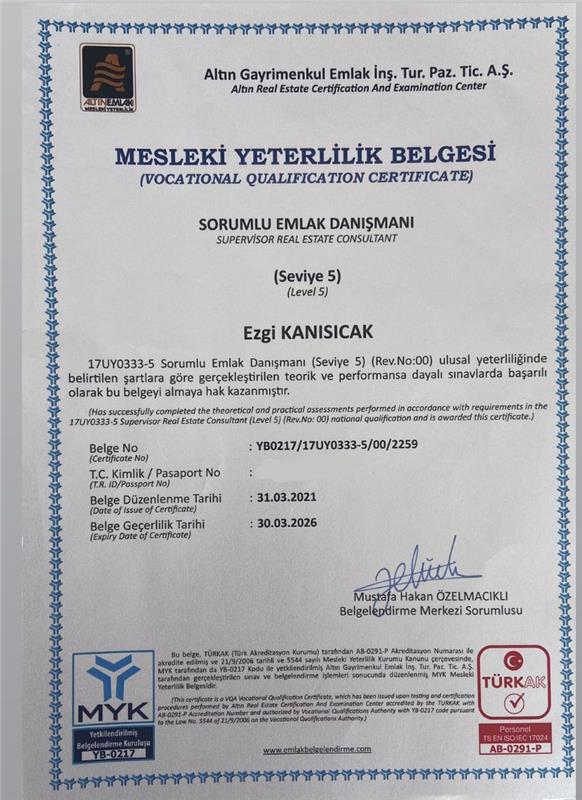 ALTINEMLAK
MESLEKİ YETERLİLİK
Altın Gayrimenkul Emlak İnş. Tur. Paz. Tic. A.Ş.
Altın Real Estate Certification And Examination Center
MESLEKİ YETERLİLİK BELGESİ
(VOCATIONAL QUALIFICATION CERTIFICATE)
SORUMLU EMLAK DANIŞMANI
SUPERVISOR REAL ESTATE CONSULTANT
(Seviye 5)
(Level 5)
Ezgi KANISICAK
17UY0333-5 Sorumlu Emlak Danışmanı (Seviye 5) (Rev.No:00) ulusal yeterliliğinde
belirtilen şartlara göre gerçekleştirilen teorik ve performansa dayalı sınavlarda başarılı
olarak bu belgeyi almaya hak kazanmıştır.
(Has successfully completed the theoretical and practical assessments performed in accordance with requirements in the
17UY0333-5 Supervisor Real Estate Consultant (Level 5) (Rev.No: 00) national qualification and is awarded this certificate.)
Belge No : YB0217/17UY0333-5/00/2259
(Certificate No)
T.C. Kimlik / Pasaport No :
(T.R. ID/Passport No)
Belge Düzenlenme Tarihi : 31.03.2021
(Date of Issue of Certificate)
Belge Geçerlilik Tarihi : 30.03.2026
(Expiry Date of Certificate)
Mustafa Hakan ÖZELMACIKLI
Belgelendirme Merkezi Sorumlusu
Bu belge, TÜRKAK (Türk Akreditasyon Kurumu) tarafından AB-0291-P Akreditasyon Numarası ile
akredite edilmiş ve 21/9/2006 tarihli ve 5544 sayılı Mesleki Yeterlilik Kurumu Kanunu çerçevesinde,
MYK tarafından da YB-0217 Kodu ile yetkilendirilmiş Altın Gayrimenkul Emlak İnş. Tur. Paz. Tic. A.Ş.
tarafından gerçekleştirilen sınav ve belgelendirme işlemleri sonucunda düzenlenmiş MYK Mesleki
Yeterlilik Belgesidir.
(This certificate is a VQA Vocational Qualification Certificate, which has been issued upon testing and certification
procedures performed by Altın Real Estate Certification and Examination Center accredited by the TURKAK with
AB-0291-P Accreditation Number and authorized by Vocational Qualifications Authority with YB-0217 code pursuant
to the Law No. 5544 of 21/9/2006 on the Vocational Qualifications Authority.)
MYK
Yetkilendirilmiş
Belgelendirme Kuruluşu
YB-0217
TÜRKAK
Personel
TS EN ISO/IEC 17024
AB-0291-P
www.emlakbelgelendirme.com